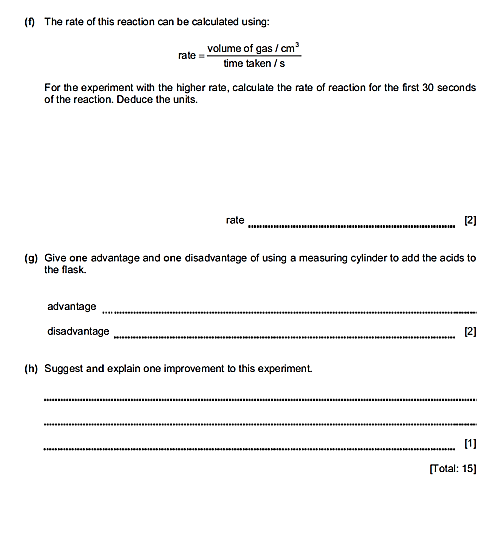 (f) The rate of this reaction can be calculated using:
rate = volume of gas / cm³
time taken / s
For the experiment with the higher rate, calculate the rate of reaction for the first 30 seconds
of the reaction. Deduce the units.
rate ........................................ [2]
(g) Give one advantage and one disadvantage of using a measuring cylinder to add the acids to
the flask.
advantage ........................................
disadvantage ........................................ [2]
(h) Suggest and explain one improvement to this experiment.
........................................
........................................
........................................ [1]
[Total: 15]